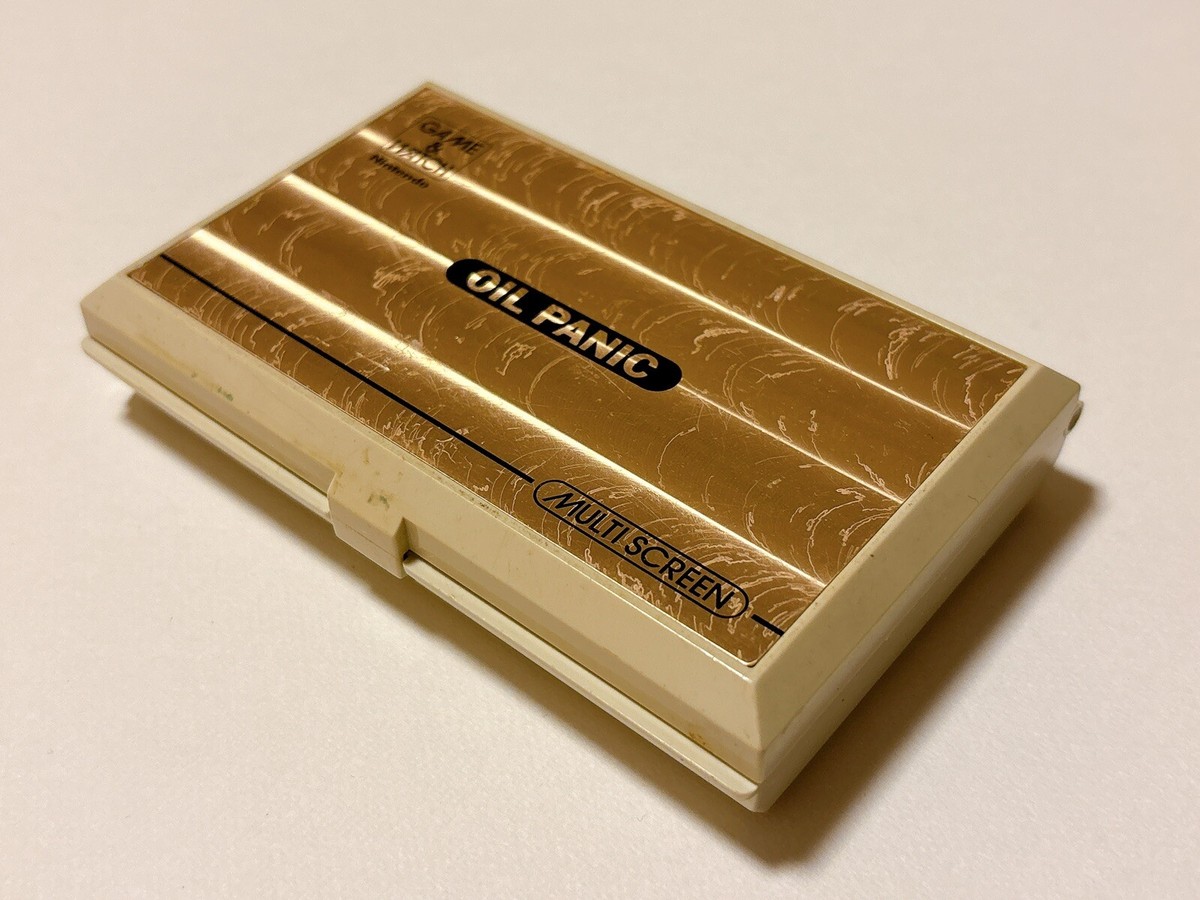 GAME
&
WATCH
Nintendo
OIL PANIC
MULTI SCREEN